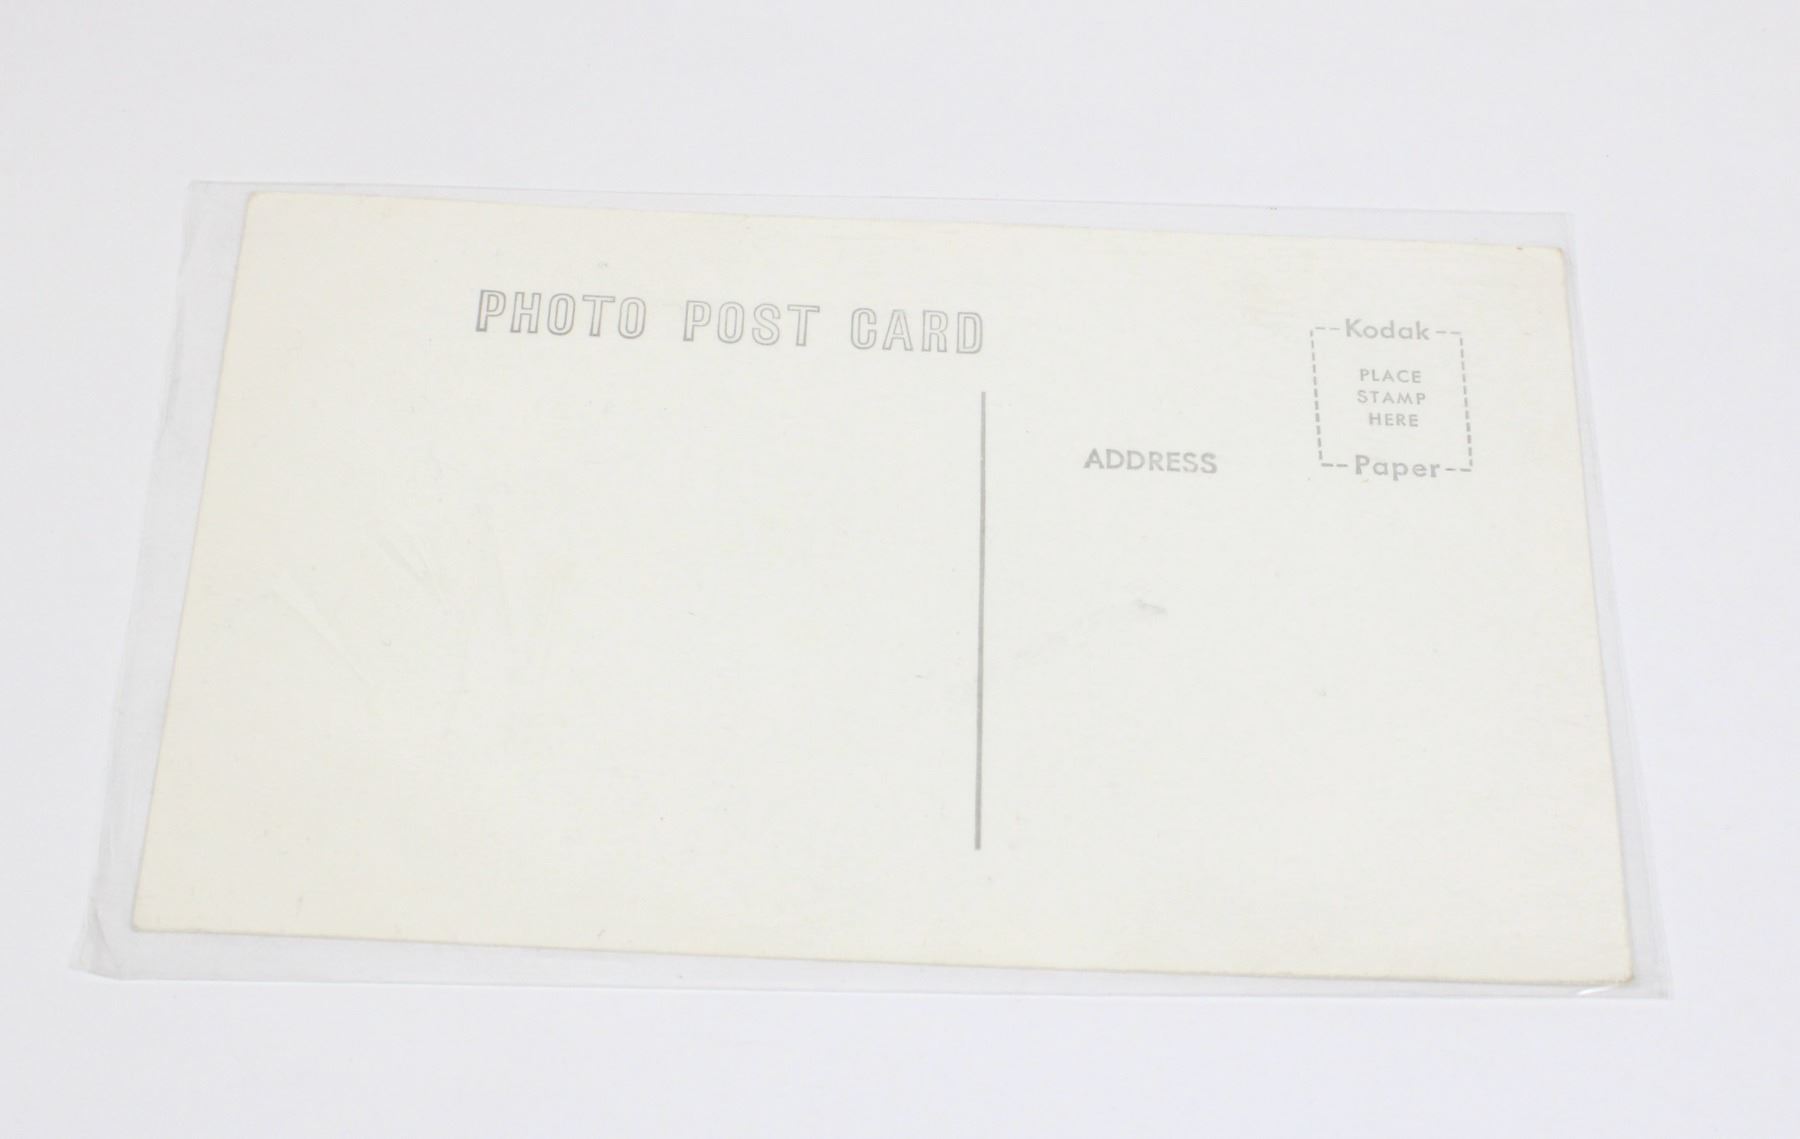 PHOTO POST CARD
Kodak
PLACE
STAMP
HERE
Paper
ADDRESS